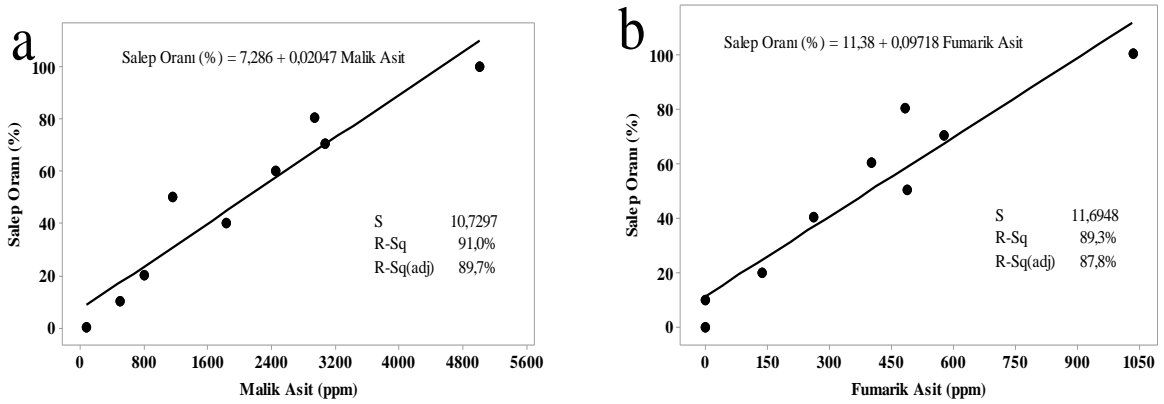 a
Salep Oranı (%) = 7,286 + 0,02047 Malik Asit
Salep Oranı (%)
100
80
60
40
20
0
S 10,7297
R-Sq 91,0%
R-Sq(adj) 89,7%
0 800 1600 2400 3200 4000 4800 5600
Malik Asit (ppm)
b
Salep Oranı (%) = 11,38 + 0,09718 Fumarik Asit
Salep Oranı (%)
100
80
60
40
20
0
S 11,6948
R-Sq 89,3%
R-Sq(adj) 87,8%
0 150 300 450 600 750 900 1050
Fumarik Asit (ppm)